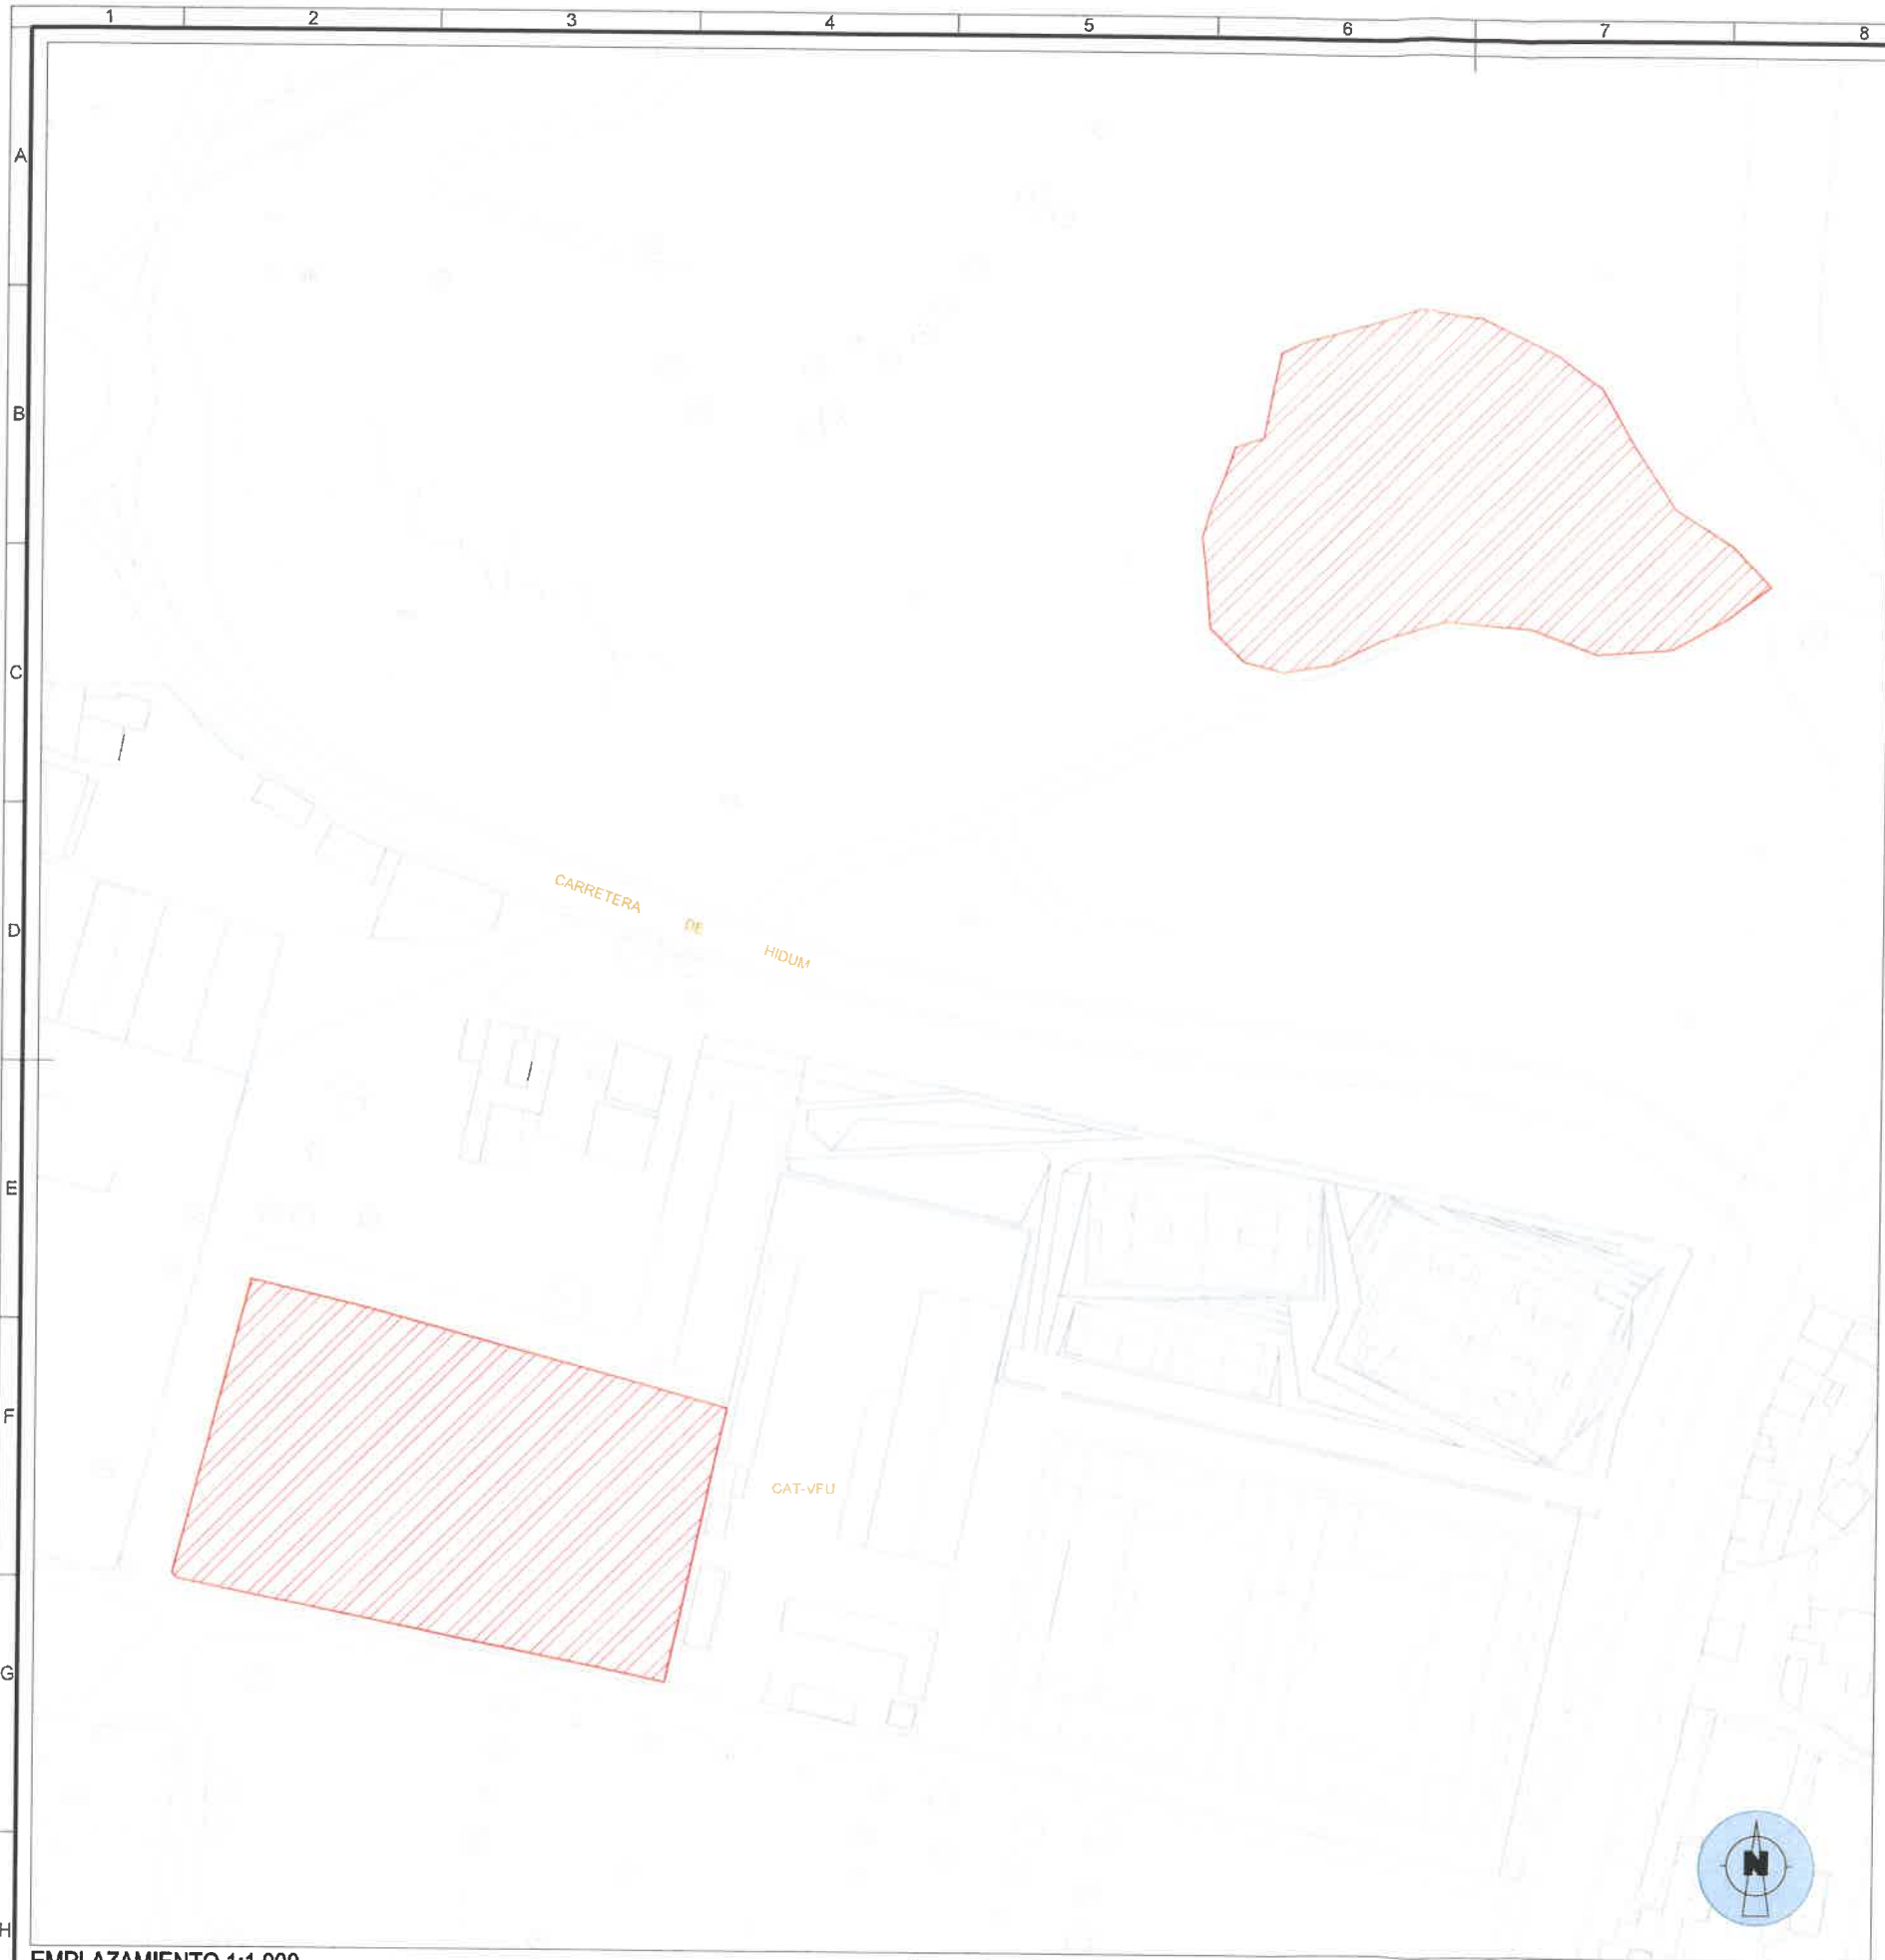 1 2 3 4 5 6 7 8
A
B
C
D
E
F
G
H
CARRETERA DE HIDUM
CAT-VFU
N
EMPLAZAMIENTO 1:1.000